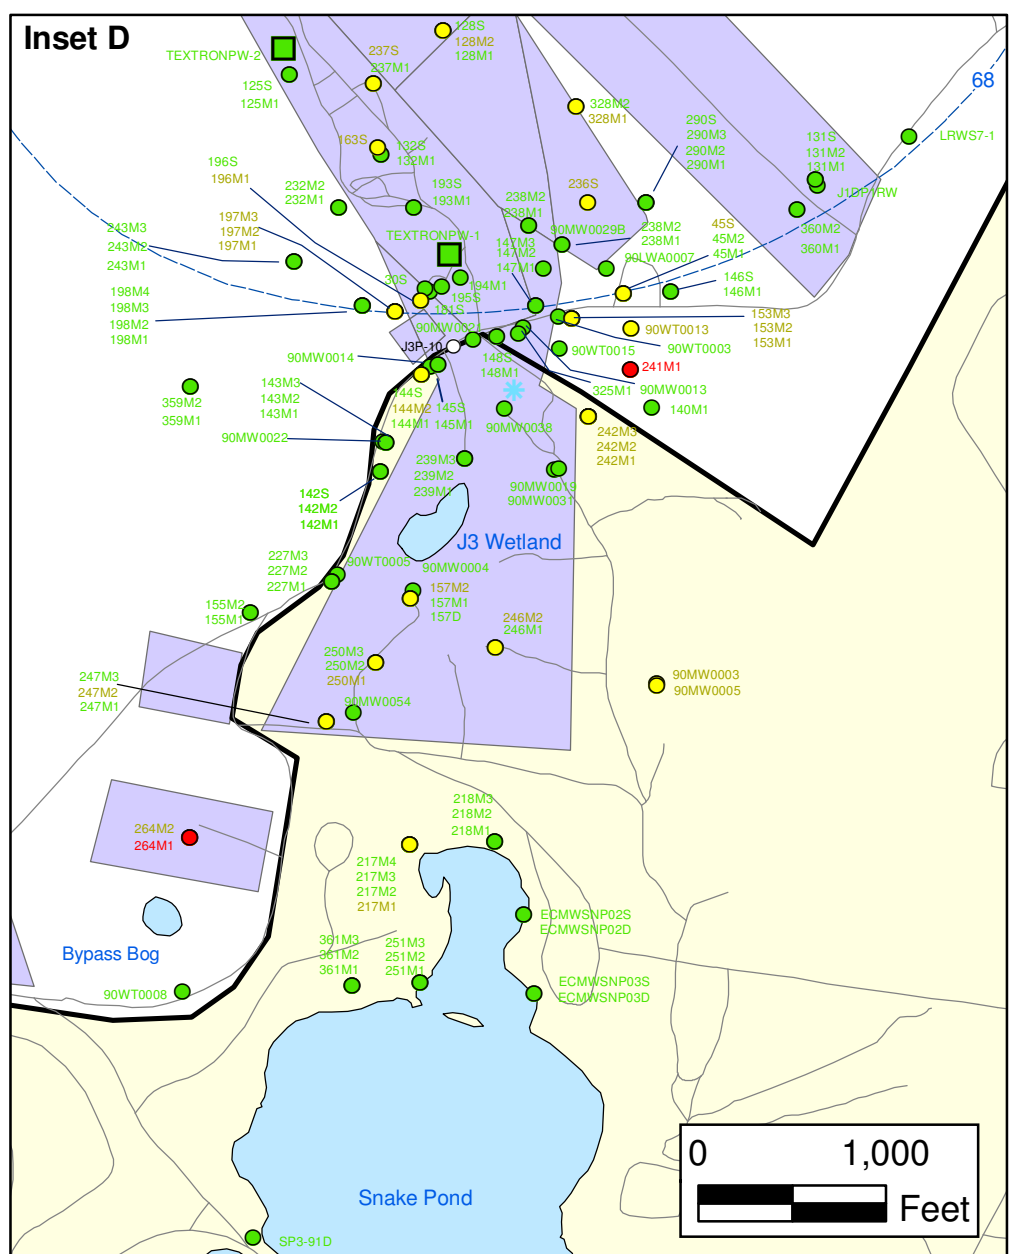 Inset D
128S
128M2
128M1
TEXTRONPW-2
237S
237M1
125S
125M1
68
328M2
328M1
290S
290M3
290M2
290M1
131S
131M2
131M1
LRWS7-1
J1DP1RW
163S
132S
132M1
196S
196M1
232M2
232M1
193S
193M1
238M2
238M1
236S
360M2
360M1
197M3
197M2
197M1
243M3
243M2
243M1
TEXTRONPW-1
90MW0029B
147M3
147M2
147M1
238M2
238M1
90LWA0007
45S
45M2
45M1
146S
146M1
198M4
198M3
198M2
198M1
30S
194M1
195S
161S
90MW0021
153M3
153M2
153M1
90WT0013
90WT0003
90WT0015
J3P-10
90MW0014
148S
148M1
241M1
325M1
90MW0013
140M1
143M3
143M2
143M1
144S
144M2
144M1
145S
145M1
359M2
359M1
90MW0022
90MW0038
242M3
242M2
242M1
239M3
239M2
239M1
90MW0019
90MW0031
142S
142M2
142M1
J3 Wetland
227M3
227M2
227M1
90WT0005
90MW0004
157M2
157M1
157D
155M2
155M1
246M2
246M1
250M3
250M2
250M1
90MW0003
90MW0005
247M3
247M2
247M1
90MW0054
218M3
218M2
218M1
264M2
264M1
217M4
217M3
217M2
217M1
ECMWSNP02S
ECMWSNP02D
Bypass Bog
361M3
361M2
361M1
251M3
251M2
251M1
90WT0008
ECMWSNP03S
ECMWSNP03D
0 1,000
Feet
Snake Pond
SP3-91D